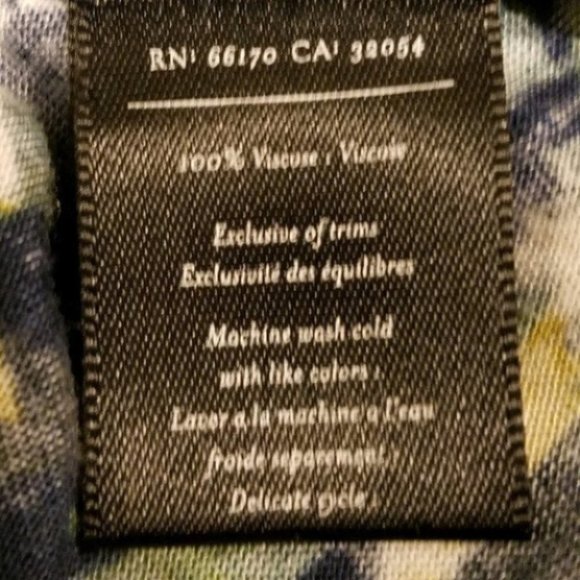 RN: 66170 CA: 32054
100% Viscose : Viscose
Exclusive of trims
Exclusivité des équilibres
Machine wash cold
with like colors :
Laver a la machine a l'eau
froide separement.
Delicate cycle :